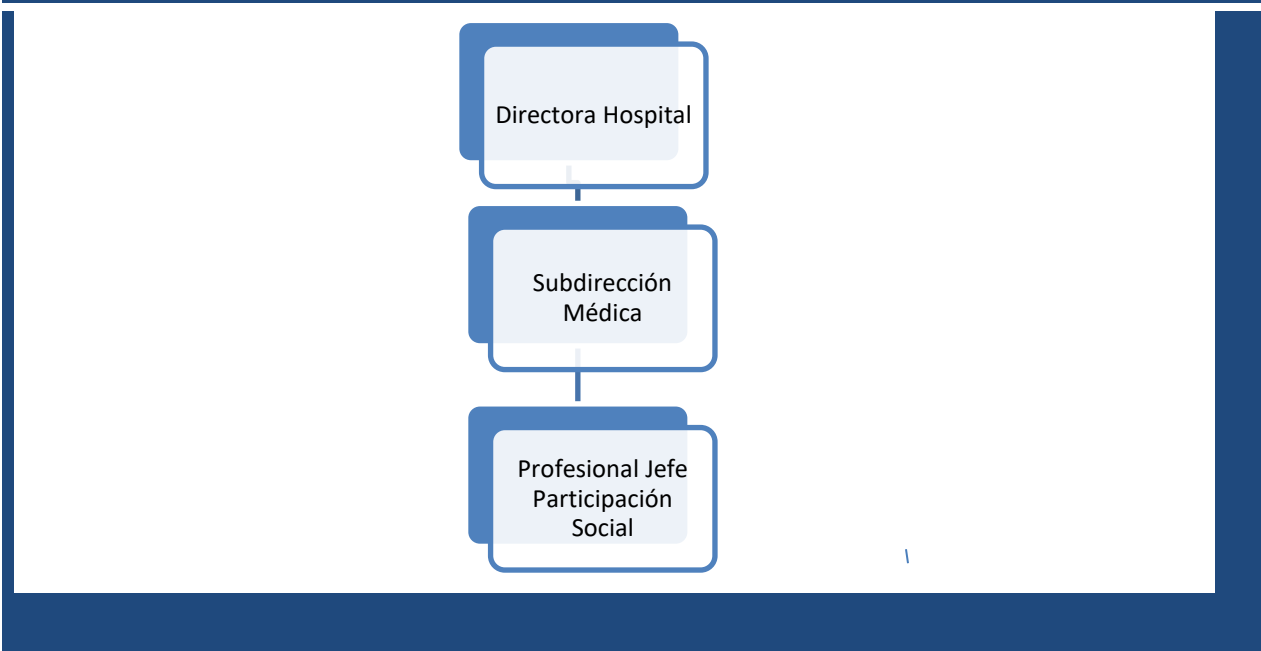 Directora Hospital
Subdirección
Médica
Profesional Jefe
Participación
Social